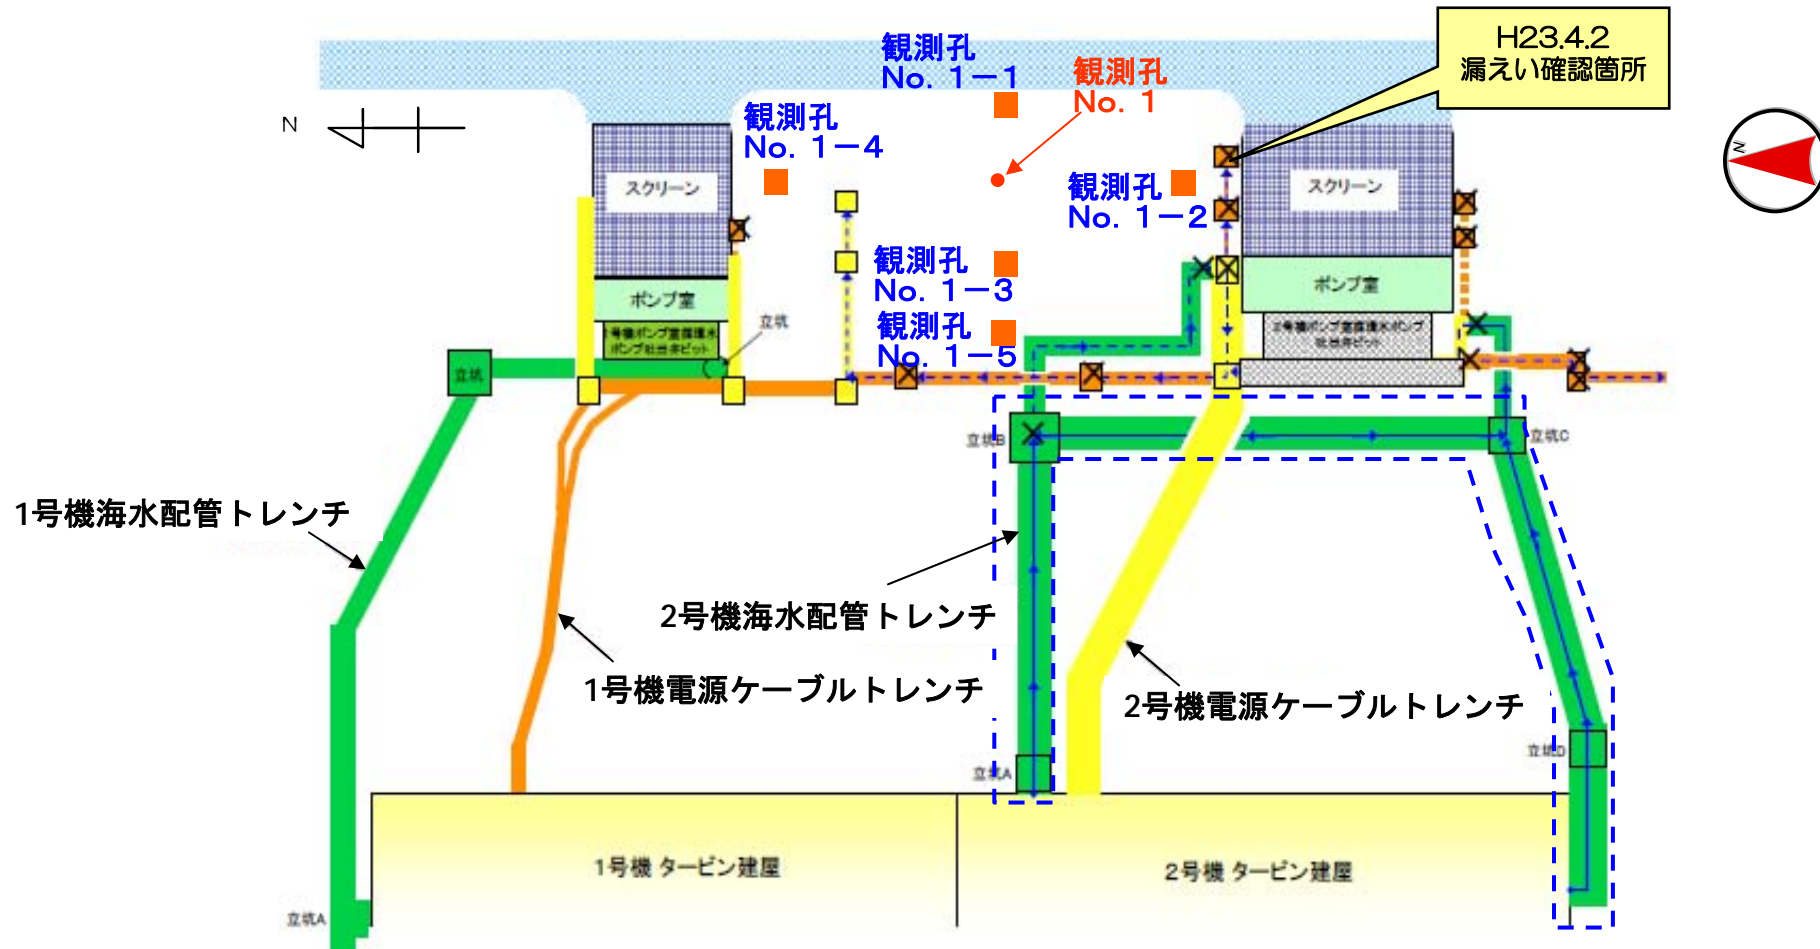 H23.4.2
漏えい確認箇所
観測孔
No. 1－1
観測孔
No. 1
観測孔
No. 1－4
N
N
スクリーン
スクリーン
観測孔
No. 1－2
観測孔
No. 1－3
ポンプ室
ポンプ室
立坑
観測孔
No. 1－5
立坑
立坑B
立坑C
1号機海水配管トレンチ
2号機海水配管トレンチ
1号機電源ケーブルトレンチ
2号機電源ケーブルトレンチ
立坑D
立坑A
1号機 タービン建屋
2号機 タービン建屋
立坑A